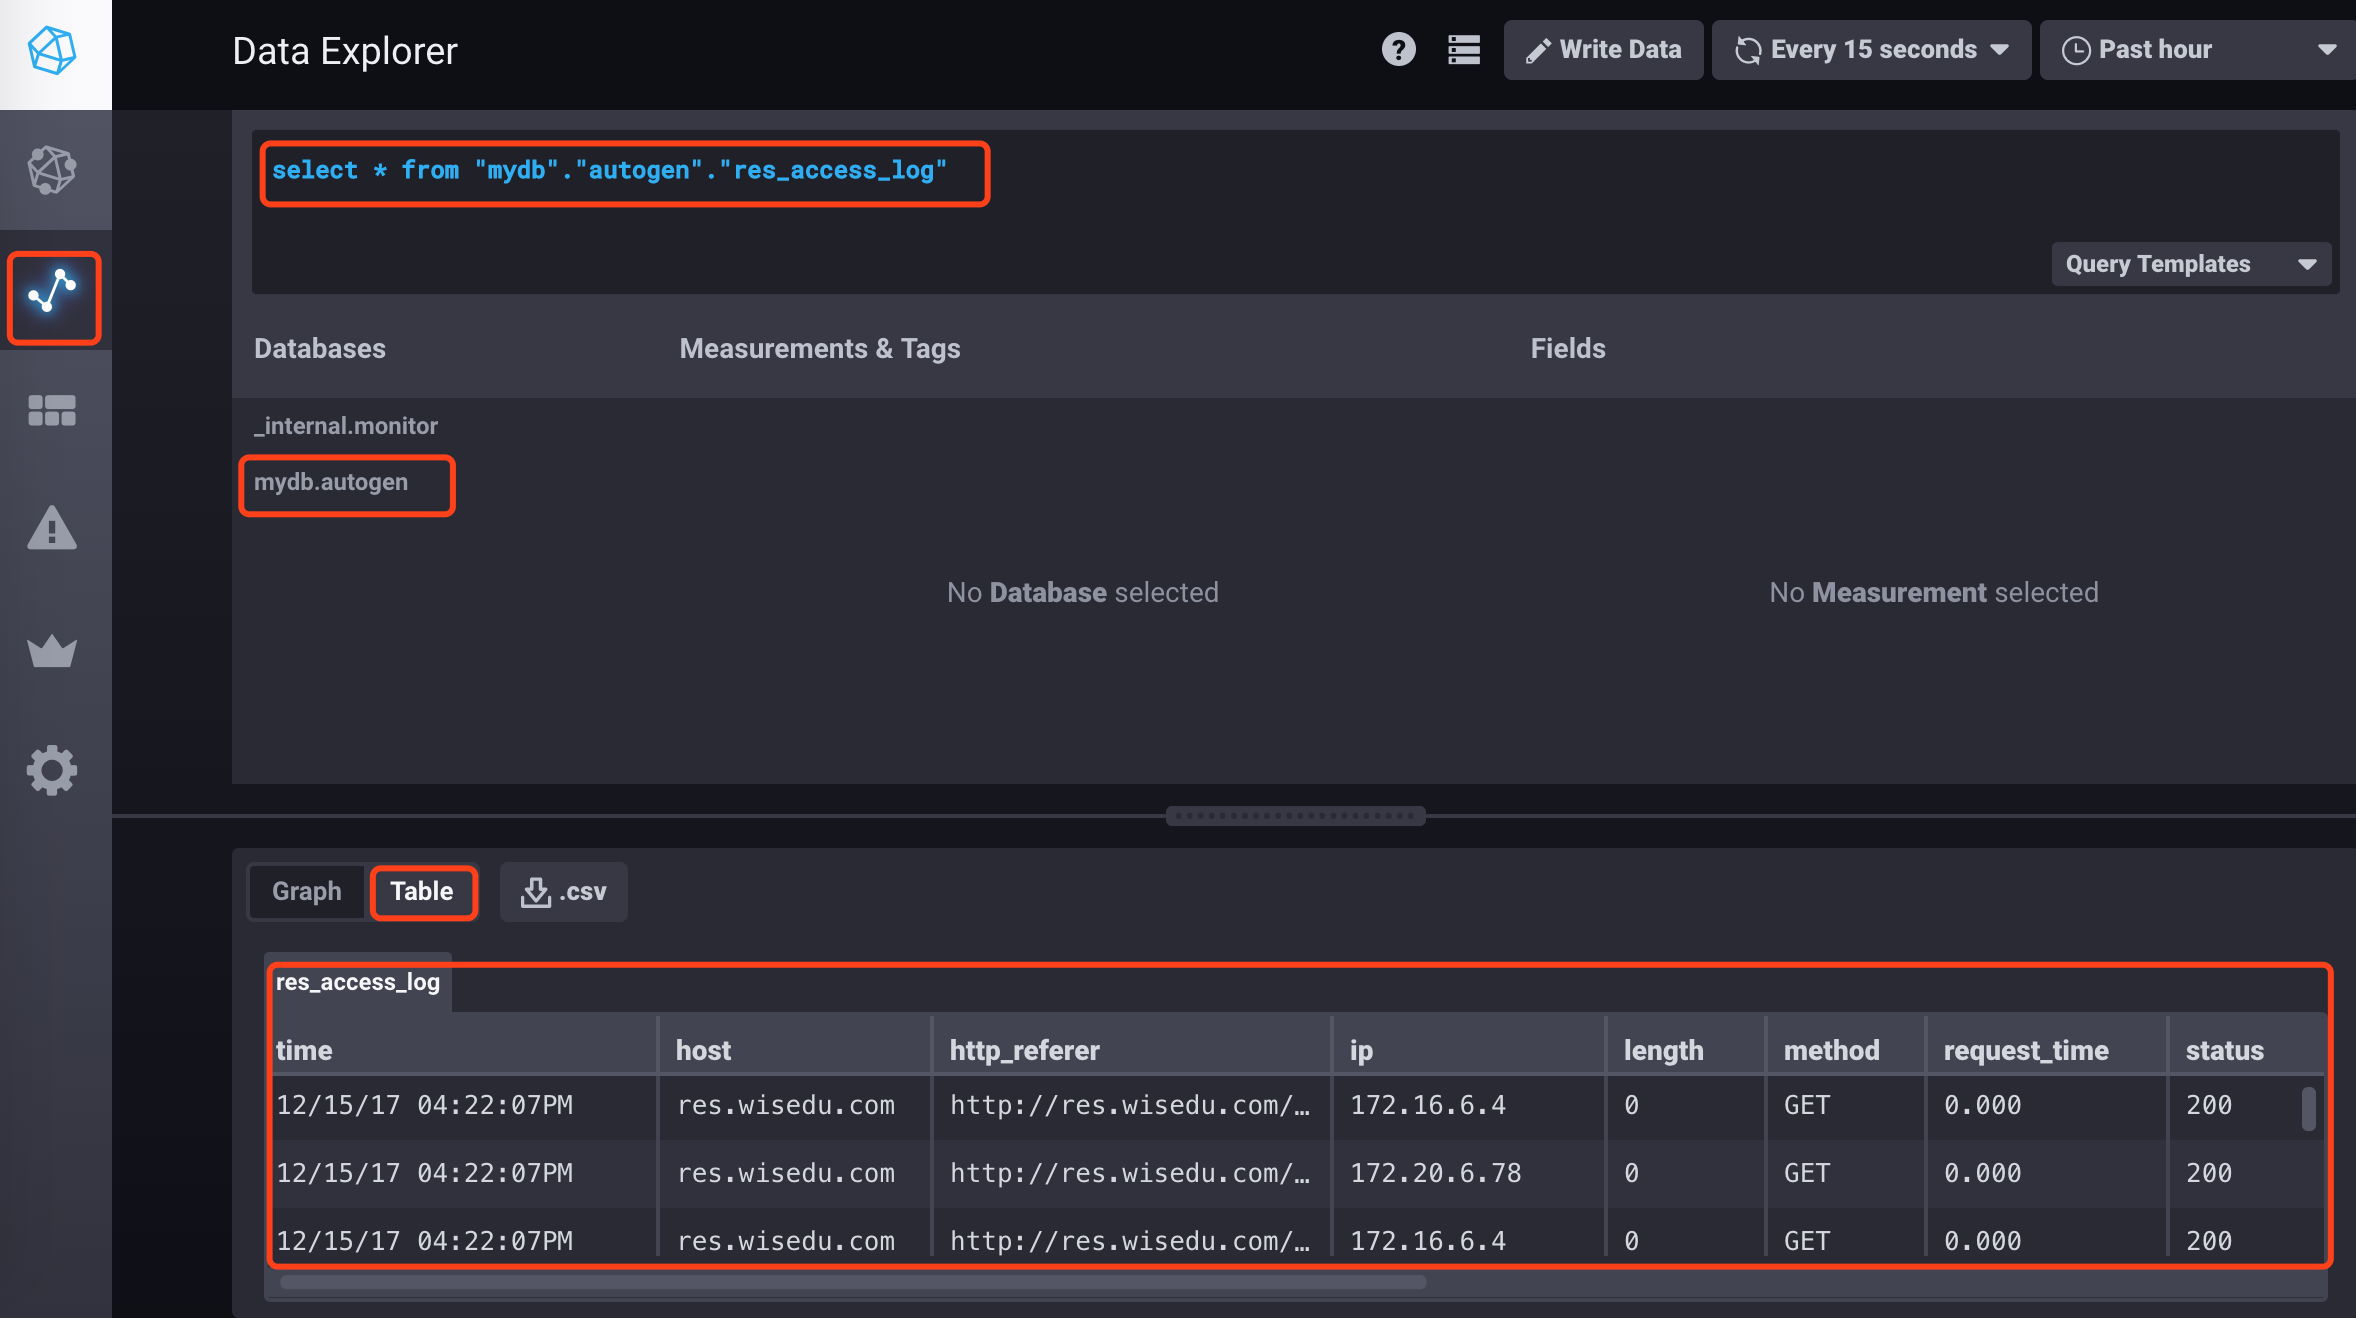 Data Explorer
Write Data
Every 15 seconds
Past hour
select * from "mydb"."autogen"."res_access_log"
Query Templates
Databases Measurements & Tags Fields
_internal.monitor
mydb.autogen
No Database selected No Measurement selected
Graph Table .csv
res_access_log
time host http_referer ip length method request_time status
12/15/17 04:22:07PM res.wisedu.com http://res.wisedu.com/… 172.16.6.4 0 GET 0.000 200
12/15/17 04:22:07PM res.wisedu.com http://res.wisedu.com/… 172.20.6.78 0 GET 0.000 200
12/15/17 04:22:07PM res.wisedu.com http://res.wisedu.com/… 172.16.6.4 0 GET 0.000 200